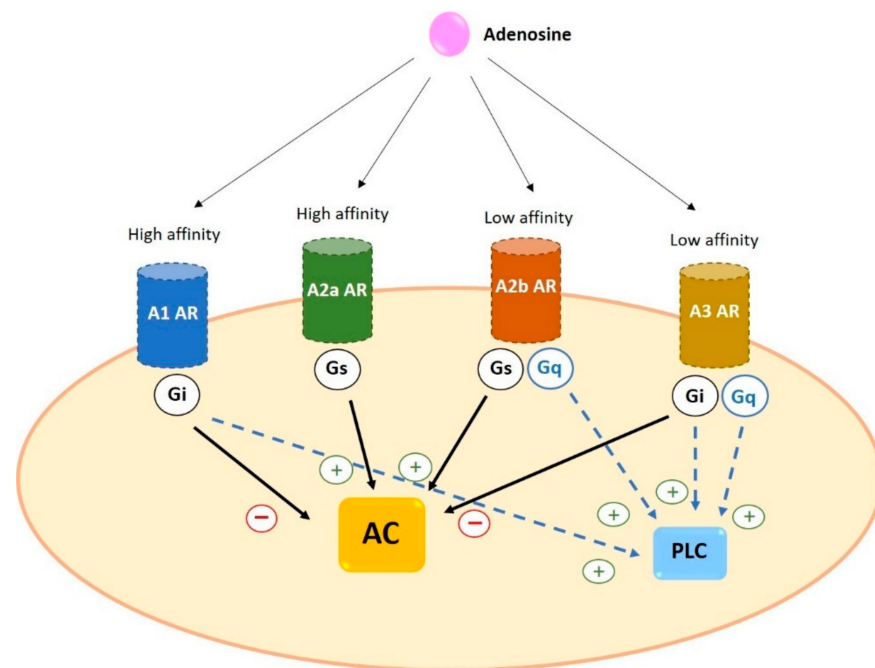 Adenosine
High affinity
High affinity
Low affinity
Low affinity
A1 AR
A2a AR
A2b AR
A3 AR
Gi
Gs
Gs
Gq
Gi
Gq
+
+
+
+
+
+
−
−
AC
PLC